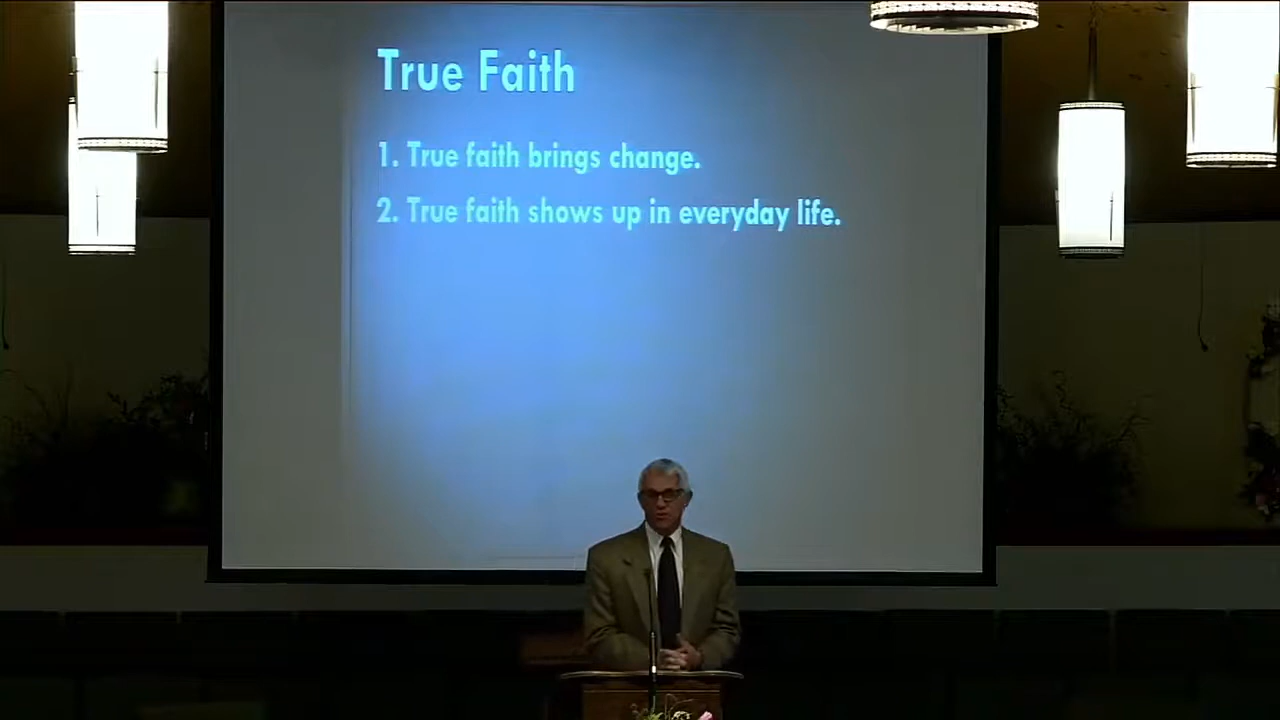 True Faith
1. True faith brings change.
2. True faith shows up in everyday life.